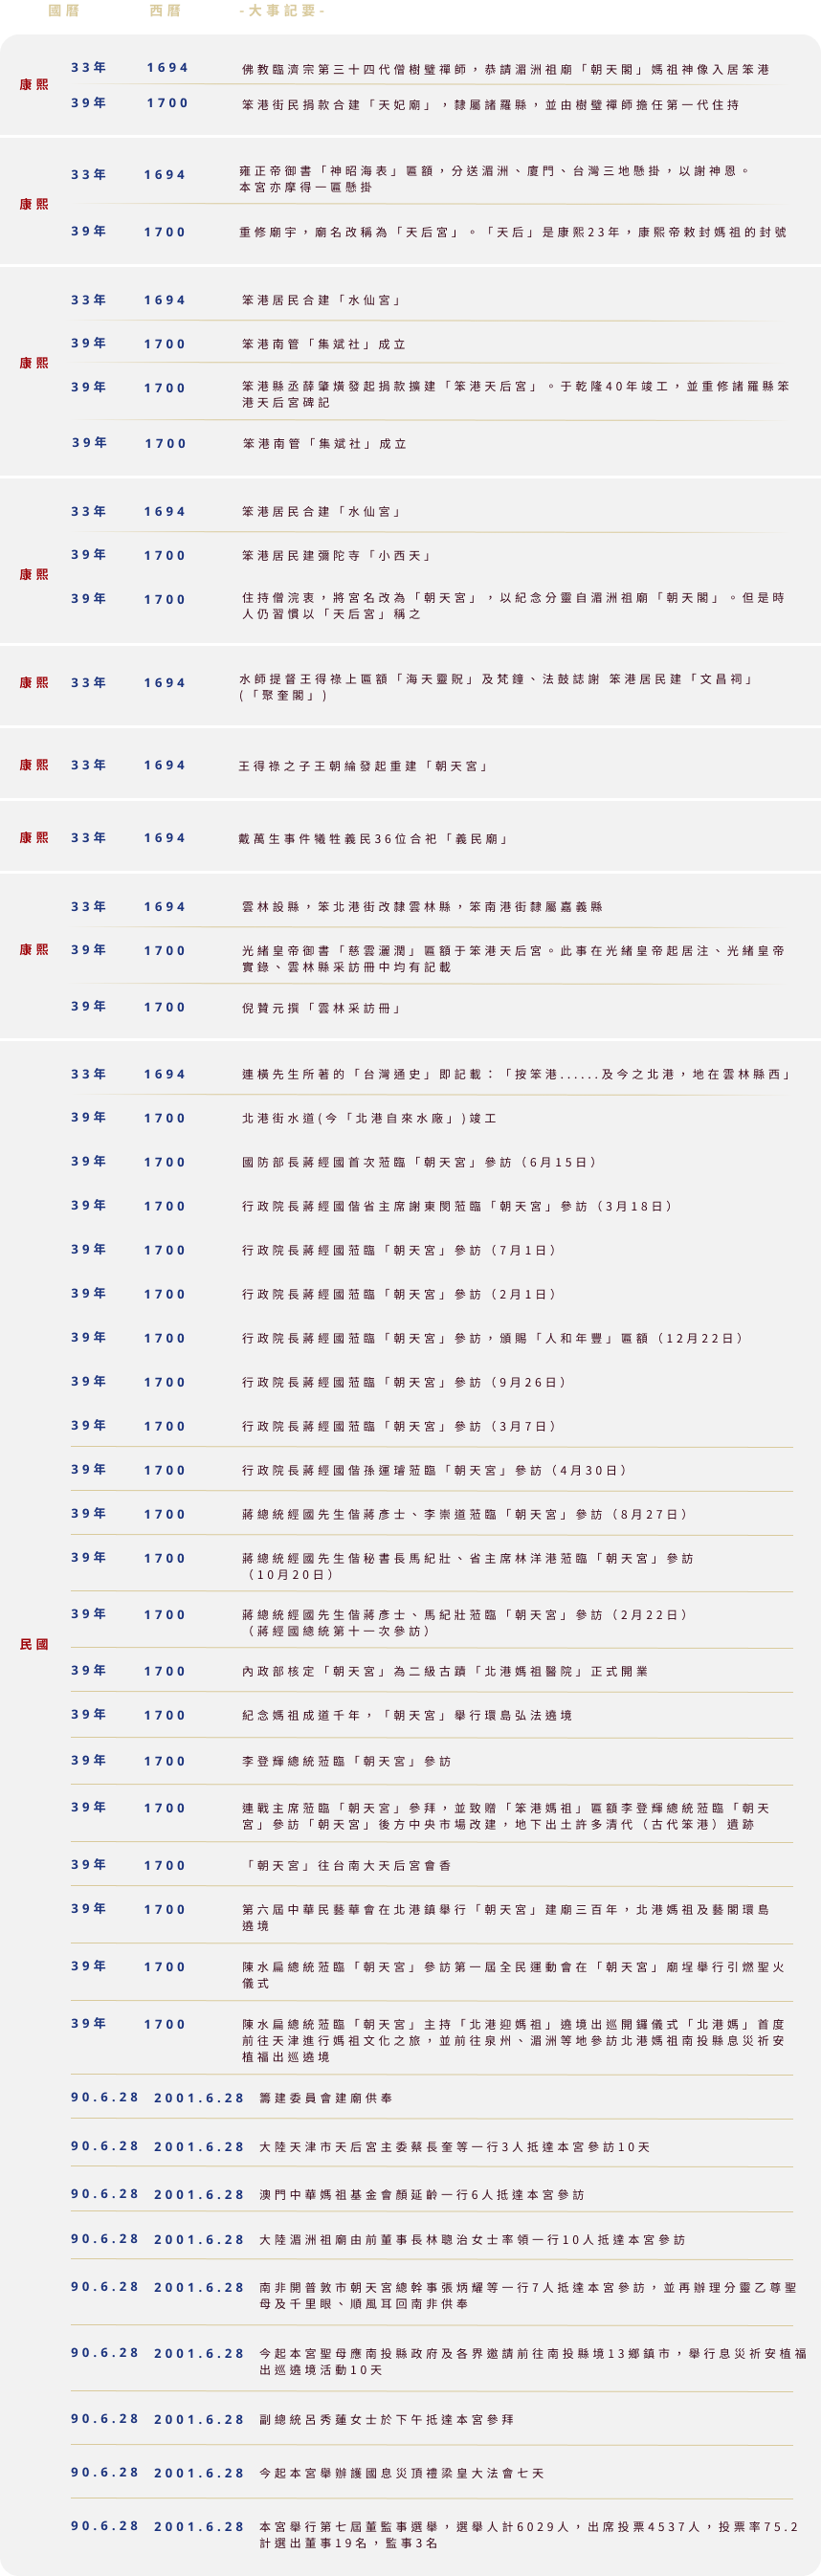 國曆 西曆 -大事記要-
33年 1694 佛教臨濟宗第三十四代僧樹璧禪師，恭請湄洲祖廟「朝天閣」媽祖神像入居笨港
康熙
39年 1700 笨港街民捐款合建「天妃廟」，隸屬諸羅縣，並由樹璧禪師擔任第一代住持
33年 1694 雍正帝御書「神昭海表」匾額，分送湄洲、廈門、台灣三地懸掛，以謝神恩。
本宮亦摩得一匾懸掛
康熙
39年 1700 重修廟宇，廟名改稱為「天后宮」。「天后」是康熙23年，康熙帝敕封媽祖的封號
33年 1694 笨港居民合建「水仙宮」
39年 1700 笨港南管「集斌社」成立
康熙
39年 1700 笨港縣丞薛肇熿發起捐款擴建「笨港天后宮」。于乾隆40年竣工，並重修諸羅縣笨
港天后宮碑記
39年 1700 笨港南管「集斌社」成立
33年 1694 笨港居民合建「水仙宮」
39年 1700 笨港居民建彌陀寺「小西天」
康熙
39年 1700 住持僧浣衷，將宮名改為「朝天宮」，以紀念分靈自湄洲祖廟「朝天閣」。但是時
人仍習慣以「天后宮」稱之
康熙 33年 1694 水師提督王得祿上匾額「海天靈貺」及梵鐘、法鼓誌謝 笨港居民建「文昌祠」
(「聚奎閣」)
康熙 33年 1694 王得祿之子王朝綸發起重建「朝天宮」
康熙 33年 1694 戴萬生事件犧牲義民36位合祀「義民廟」
33年 1694 雲林設縣，笨北港街改隸雲林縣，笨南港街隸屬嘉義縣
康熙 39年 1700 光緒皇帝御書「慈雲灑潤」匾額于笨港天后宮。此事在光緒皇帝起居注、光緒皇帝
實錄、雲林縣采訪冊中均有記載
39年 1700 倪贊元撰「雲林采訪冊」
33年 1694 連橫先生所著的「台灣通史」即記載：「按笨港......及今之北港，地在雲林縣西」
39年 1700 北港街水道(今「北港自來水廠」)竣工
39年 1700 國防部長蔣經國首次蒞臨「朝天宮」參訪（6月15日）
39年 1700 行政院長蔣經國偕省主席謝東閔蒞臨「朝天宮」參訪（3月18日）
39年 1700 行政院長蔣經國蒞臨「朝天宮」參訪（7月1日）
39年 1700 行政院長蔣經國蒞臨「朝天宮」參訪（2月1日）
39年 1700 行政院長蔣經國蒞臨「朝天宮」參訪，頒賜「人和年豐」匾額（12月22日）
39年 1700 行政院長蔣經國蒞臨「朝天宮」參訪（9月26日）
39年 1700 行政院長蔣經國蒞臨「朝天宮」參訪（3月7日）
39年 1700 行政院長蔣經國偕孫運璿蒞臨「朝天宮」參訪（4月30日）
39年 1700 蔣總統經國先生偕蔣彥士、李崇道蒞臨「朝天宮」參訪（8月27日）
39年 1700 蔣總統經國先生偕秘書長馬紀壯、省主席林洋港蒞臨「朝天宮」參訪
（10月20日）
39年 1700 蔣總統經國先生偕蔣彥士、馬紀壯蒞臨「朝天宮」參訪（2月22日）
（蔣經國總統第十一次參訪）
民國
39年 1700 內政部核定「朝天宮」為二級古蹟「北港媽祖醫院」正式開業
39年 1700 紀念媽祖成道千年，「朝天宮」舉行環島弘法遶境
39年 1700 李登輝總統蒞臨「朝天宮」參訪
39年 1700 連戰主席蒞臨「朝天宮」參拜，並致贈「笨港媽祖」匾額李登輝總統蒞臨「朝天
宮」參訪「朝天宮」後方中央市場改建，地下出土許多清代（古代笨港）遺跡
39年 1700 「朝天宮」往台南大天后宮會香
39年 1700 第六屆中華民藝華會在北港鎮舉行「朝天宮」建廟三百年，北港媽祖及藝閣環島
遶境
39年 1700 陳水扁總統蒞臨「朝天宮」參訪第一屆全民運動會在「朝天宮」廟埕舉行引燃聖火
儀式
39年 1700 陳水扁總統蒞臨「朝天宮」主持「北港迎媽祖」遶境出巡開鑼儀式「北港媽」首度
前往天津進行媽祖文化之旅，並前往泉州、湄洲等地參訪北港媽祖南投縣息災祈安
植福出巡遶境
90.6.28 2001.6.28 籌建委員會建廟供奉
90.6.28 2001.6.28 大陸天津市天后宮主委蔡長奎等一行3人抵達本宮參訪10天
90.6.28 2001.6.28 澳門中華媽祖基金會顏延齡一行6人抵達本宮參訪
90.6.28 2001.6.28 大陸湄洲祖廟由前董事長林聰治女士率領一行10人抵達本宮參訪
90.6.28 2001.6.28 南非開普敦市朝天宮總幹事張炳耀等一行7人抵達本宮參訪，並再辦理分靈乙尊聖
母及千里眼、順風耳回南非供奉
90.6.28 2001.6.28 今起本宮聖母應南投縣政府及各界邀請前往南投縣境13鄉鎮市，舉行息災祈安植福
出巡遶境活動10天
90.6.28 2001.6.28 副總統呂秀蓮女士於下午抵達本宮參拜
90.6.28 2001.6.28 今起本宮舉辦護國息災頂禮梁皇大法會七天
90.6.28 2001.6.28 本宮舉行第七屆董監事選舉，選舉人計6029人，出席投票4537人，投票率75.2
計選出董事19名，監事3名